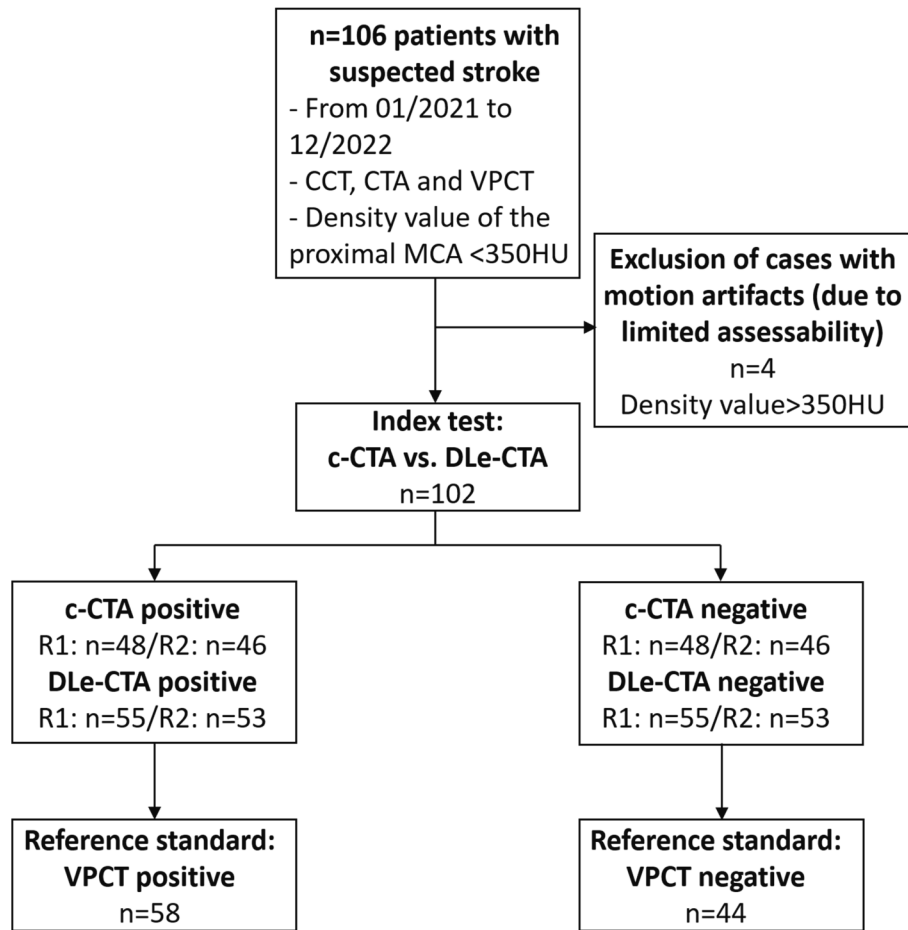 n=106 patients with
suspected stroke
- From 01/2021 to
12/2022
- CCT, CTA and VPCT
- Density value of the
proximal MCA <350HU
Exclusion of cases with
motion artifacts (due to
limited assessability)
n=4
Density value>350HU
Index test:
c-CTA vs. DLe-CTA
n=102
c-CTA positive
R1: n=48/R2: n=46
DLe-CTA positive
R1: n=55/R2: n=53
c-CTA negative
R1: n=48/R2: n=46
DLe-CTA negative
R1: n=55/R2: n=53
Reference standard:
VPCT positive
n=58
Reference standard:
VPCT negative
n=44